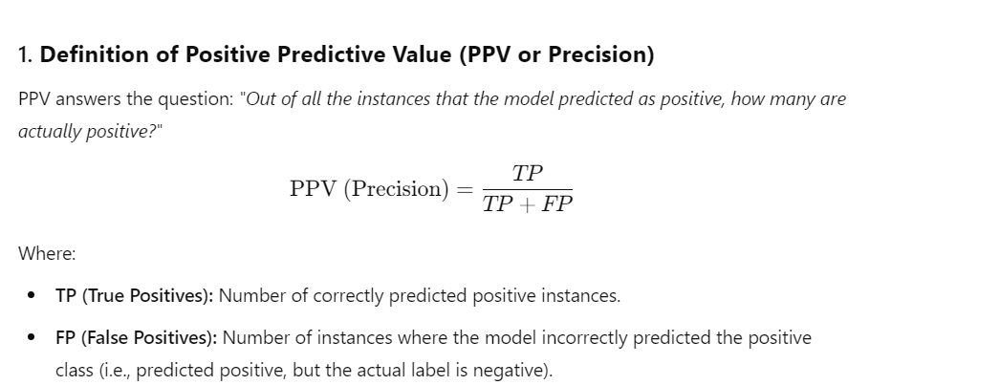 1. Definition of Positive Predictive Value (PPV or Precision)
PPV answers the question: "Out of all the instances that the model predicted as positive, how many are
actually positive?"
PPV (Precision) = TP / TP + FP
Where:
• TP (True Positives): Number of correctly predicted positive instances.
• FP (False Positives): Number of instances where the model incorrectly predicted the positive
class (i.e., predicted positive, but the actual label is negative).